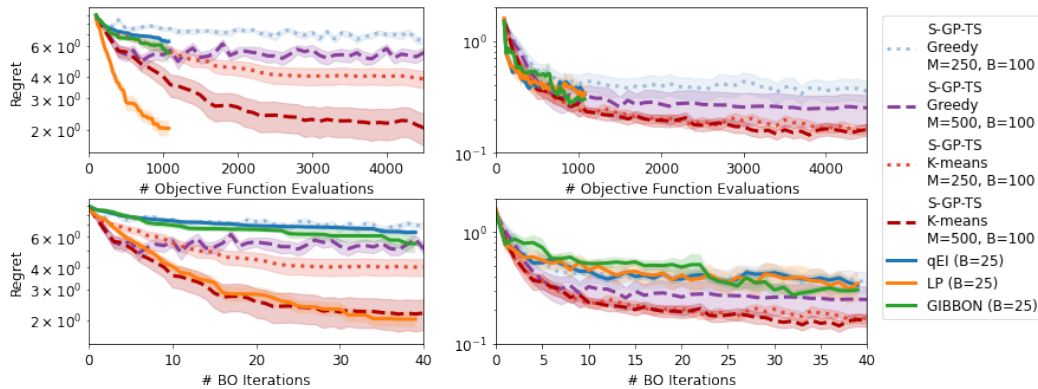 6 × 10⁰
4 × 10⁰
3 × 10⁰
2 × 10⁰
Regret
0 1000 2000 3000 4000
# Objective Function Evaluations
10⁰
10⁻¹
0 1000 2000 3000 4000
# Objective Function Evaluations
6 × 10⁰
4 × 10⁰
3 × 10⁰
2 × 10⁰
Regret
0 10 20 30 40
# BO Iterations
10⁰
10⁻¹
0 5 10 15 20 25 30 35 40
# BO Iterations
S-GP-TS
Greedy
M=250, B=100
S-GP-TS
Greedy
M=500, B=100
S-GP-TS
K-means
M=250, B=100
S-GP-TS
K-means
M=500, B=100
qEI (B=25)
LP (B=25)
GIBBON (B=25)